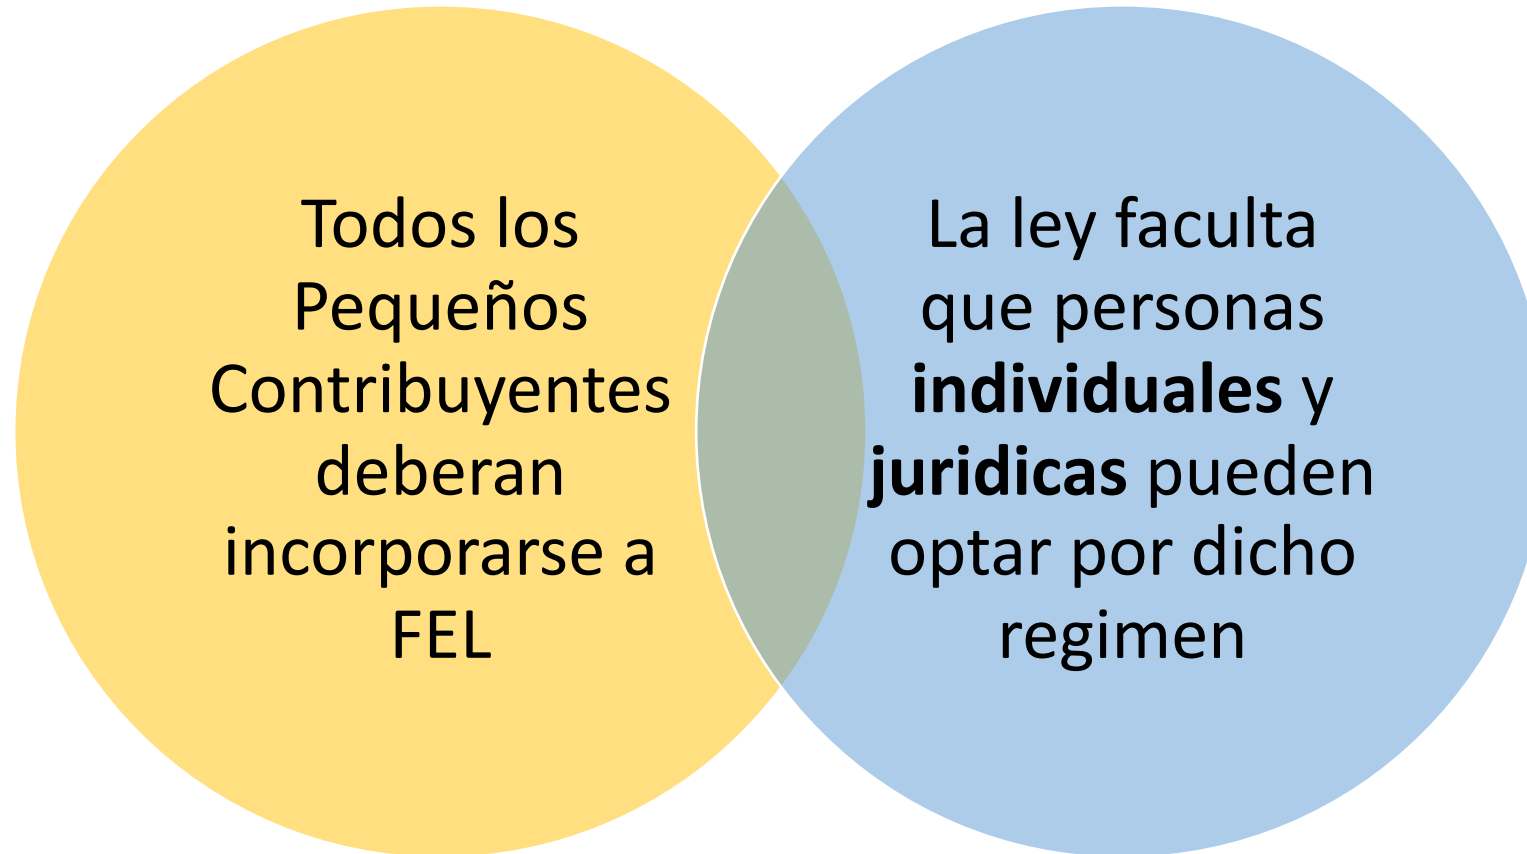 Todos los
Pequeños
Contribuyentes
deberan
incorporarse a
FEL
La ley faculta
que personas
individuales y
juridicas pueden
optar por dicho
regimen